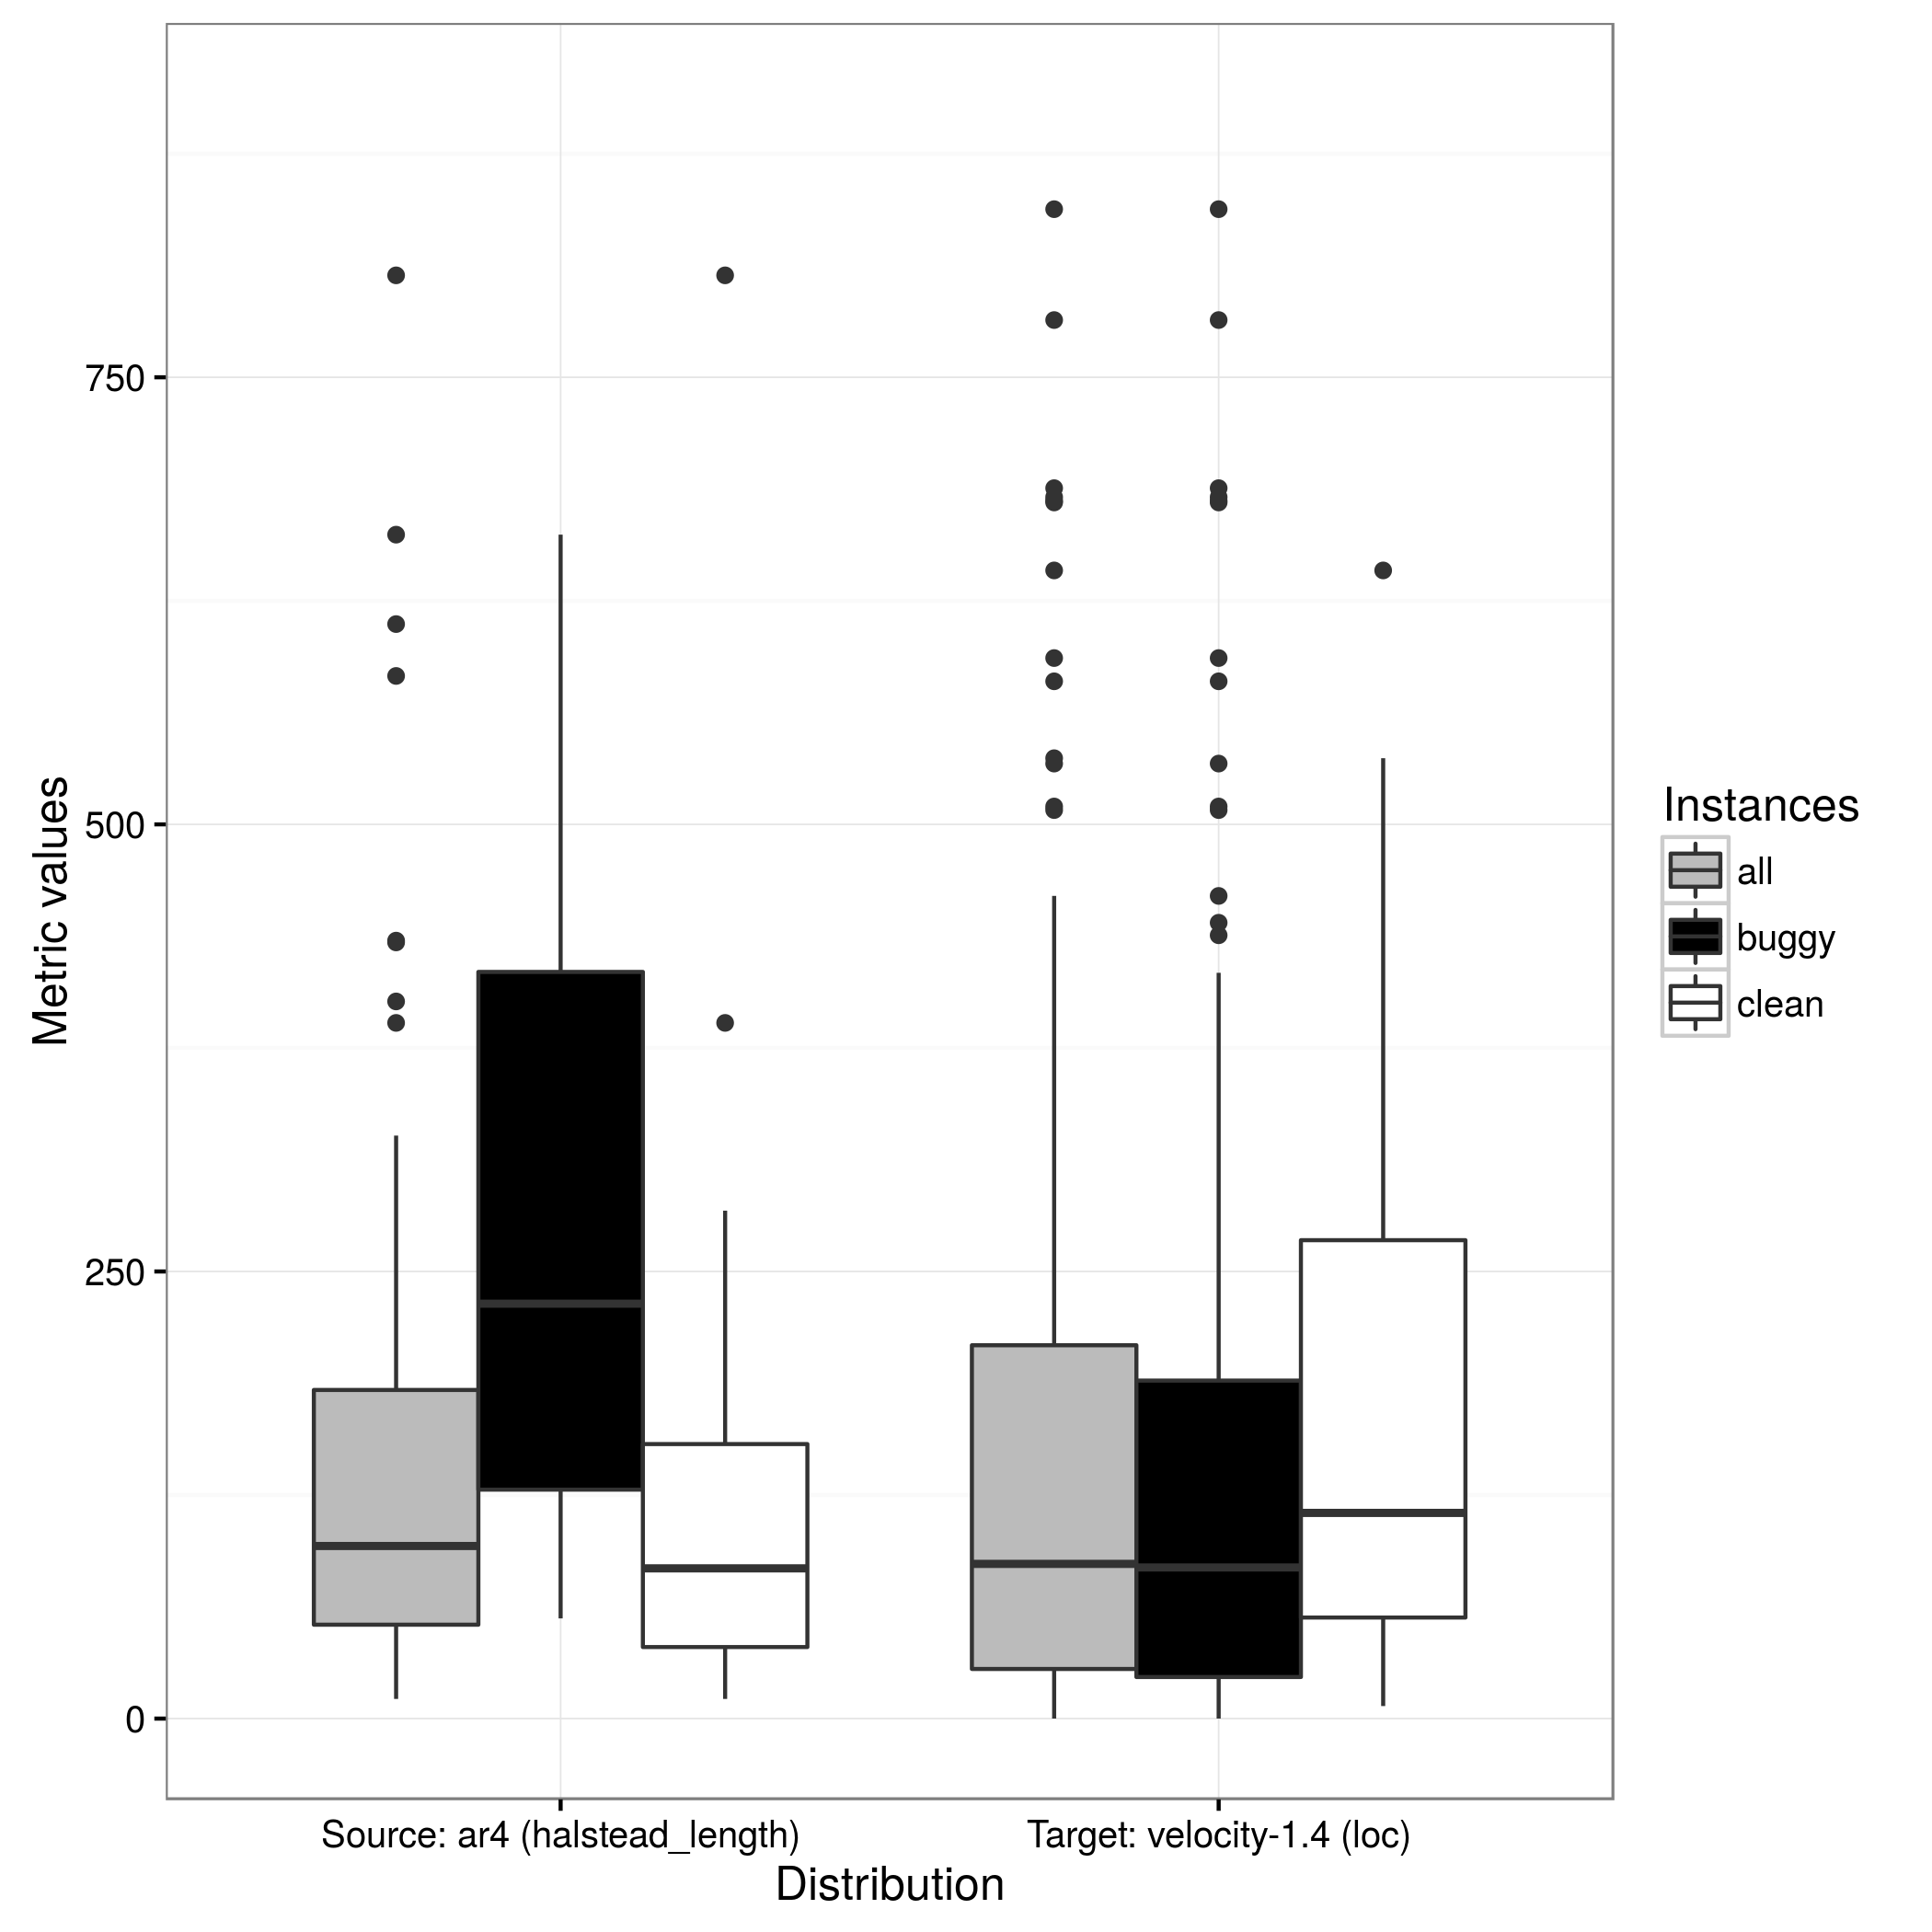 750
500
250
0
Metric values
Source: ar4 (halstead_length)
Target: velocity-1.4 (loc)
Distribution
Instances
all
buggy
clean